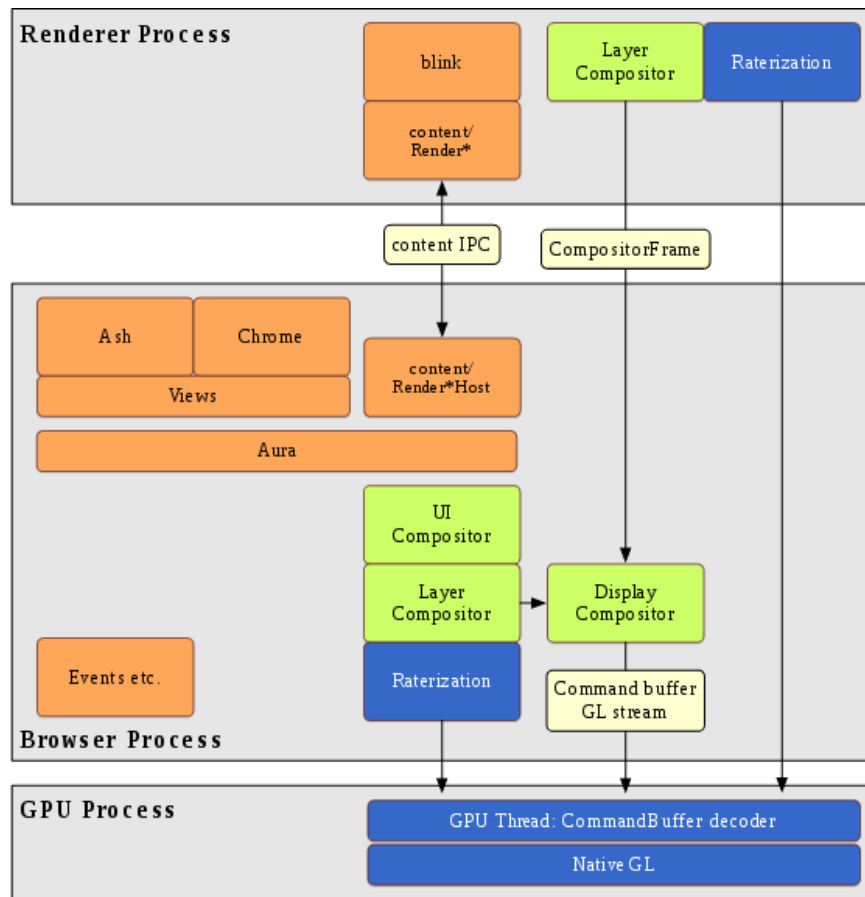 Renderer Process
blink
Layer
Compositor
Raterization
content/
Render*
content IPC
CompositorFrame
Ash
Chrome
Views
content/
Render*Host
Aura
UI
Compositor
Layer
Compositor
Display
Compositor
Events etc.
Raterization
Command buffer
GL stream
Browser Process
GPU Process
GPU Thread: CommandBuffer decoder
Native GL